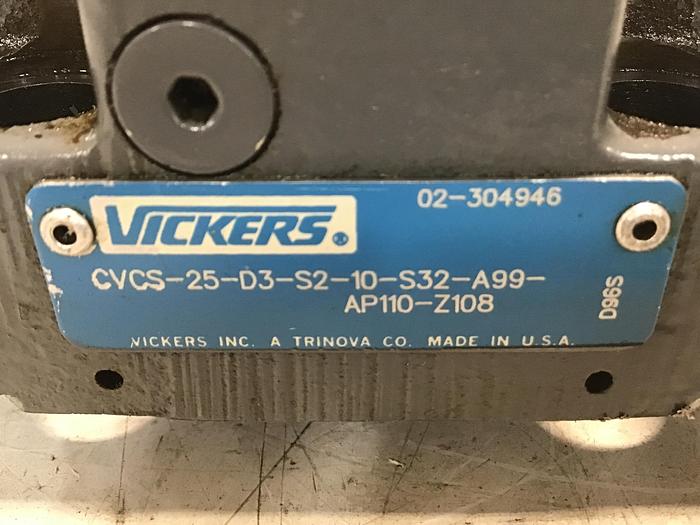 VICKERS®
02-304946
CVCS-25-D3-S2-10-S32-A99-
AP110-Z108
D96S
VICKERS INC. A TRINOVA CO. MADE IN U.S.A.